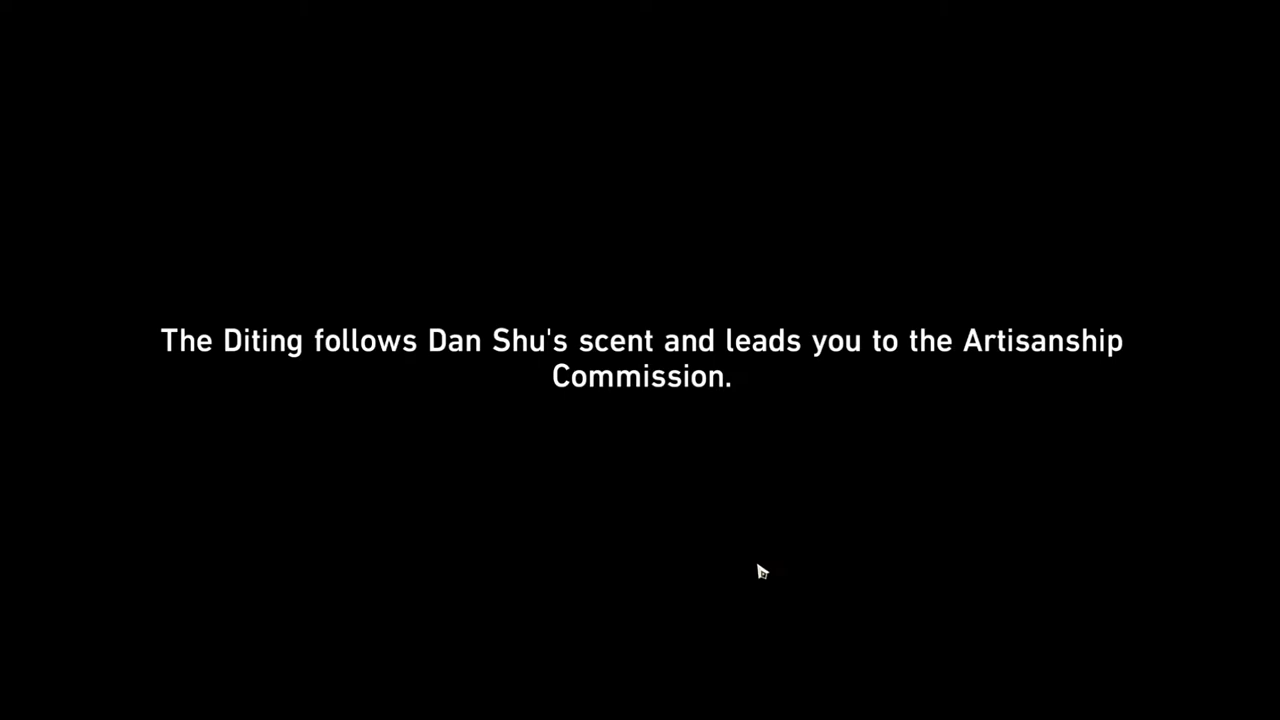 The Diting follows Dan Shu's scent and leads you to the Artisanship
Commission.